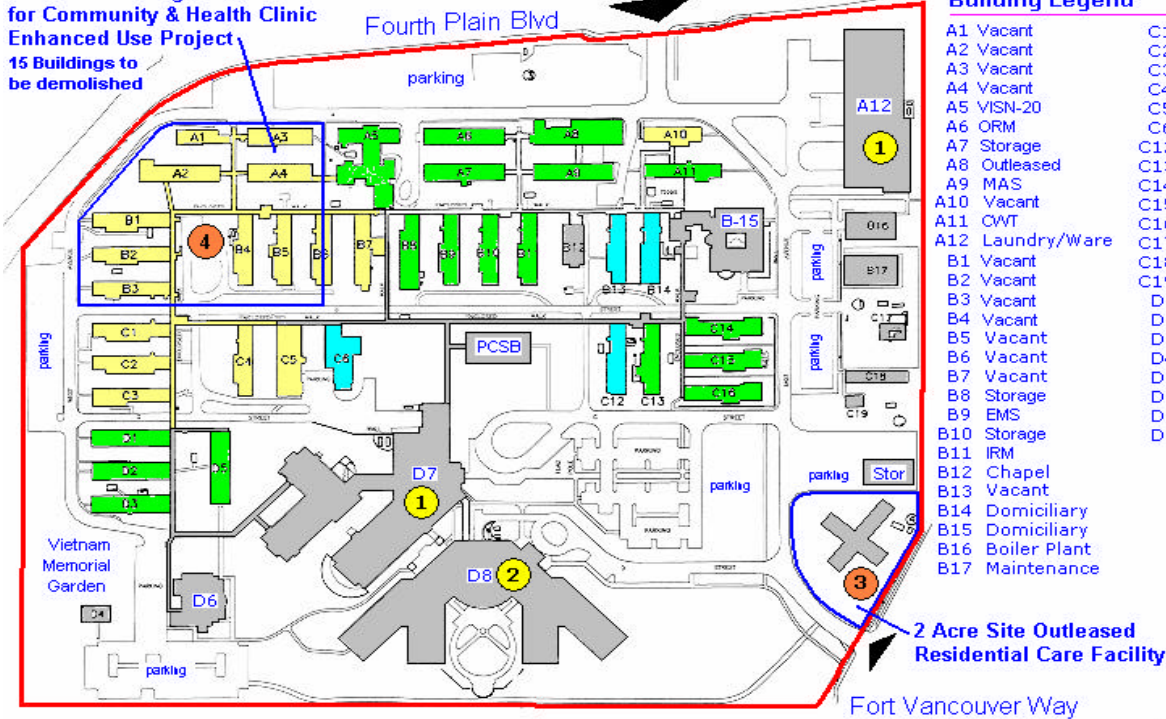 for Community & Health Clinic
Enhanced Use Project
15 Buildings to
be demolished
Fourth Plain Blvd
parking
A12
1
A1
A3
A5
A6
A8
A10
A2
A4
A7
A9
A11
B1
B2
B3
4
B4
B5
B6
B7
B8
B9
B10
B12
B13
B14
B-15
B17
parking
parking
parking
C1
C2
C3
C4
C5
C6
PCSB
C12
C13
C14
C16
C18
C19
STREET
STREET
STREET
D1
D2
D3
D7
1
parking
parking
Stor
PARKING
PARKING
Vietnam
Memorial
Garden
D6
D8
2
3
parking
2 Acre Site Outleased
Residential Care Facility
Fort Vancouver Way
Building Legend
A1 Vacant
A2 Vacant
A3 Vacant
A4 Vacant
A5 VISN-20
A6 ORM
A7 Storage
A8 Outleased
A9 MAS
A10 Vacant
A11 CWT
A12 Laundry/Ware
B1 Vacant
B2 Vacant
B3 Vacant
B4 Vacant
B5 Vacant
B6 Vacant
B7 Vacant
B8 Storage
B9 EMS
B10 Storage
B11 IRM
B12 Chapel
B13 Vacant
B14 Domiciliary
B15 Domiciliary
B16 Boiler Plant
B17 Maintenance